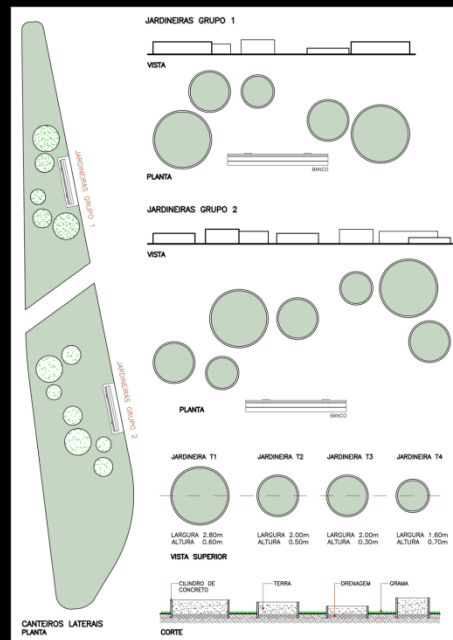 JARDINEIRAS GRUPO 1
VISTA
BANCO
PLANTA
JARDINEIRAS GRUPO 2
VISTA
PLANTA
BANCO
JARDINEIRAS GRUPO 1
JARDINEIRAS GRUPO 2
JARDINEIRA T1
JARDINEIRA T2
JARDINEIRA T3
JARDINEIRA T4
LARGURA 2.80m
ALTURA 0.60m
LARGURA 2.00m
ALTURA 0.50m
LARGURA 2.00m
ALTURA 0.30m
LARGURA 1.60m
ALTURA 0.70m
VISTA SUPERIOR
CILINDRO DE
CONCRETO
TERRA
DRENAGEM
GRAMA
CANTEIROS LATERAIS
PLANTA
CORTE